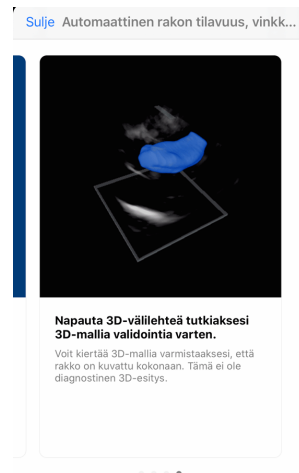 Sulje Automaattinen rakon tilavuus, vinkk...
Napauta 3D-välilehteä tutkiaksesi
3D-mallia validointia varten.
Voit kiertää 3D-mallia varmistaaksesi, että
rakko on kuvattu kokonaan. Tämä ei ole
diagnostinen 3D-esitys.